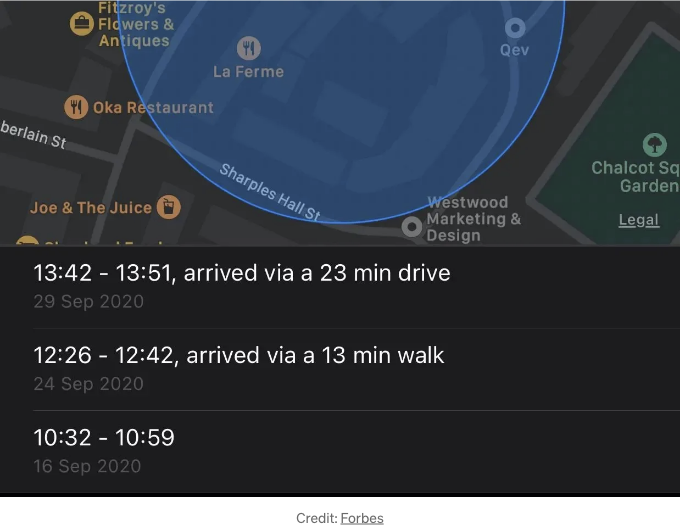 Fitzroy's
Flowers &
Antiques
Qev
La Ferme
Oka Restaurant
berlain St
Chalcot Sq
Garden
Sharples Hall St
Joe & The Juice
Westwood
Marketing &
Design
Legal
13:42 - 13:51, arrived via a 23 min drive
29 Sep 2020
12:26 - 12:42, arrived via a 13 min walk
24 Sep 2020
10:32 - 10:59
16 Sep 2020
Credit: Forbes